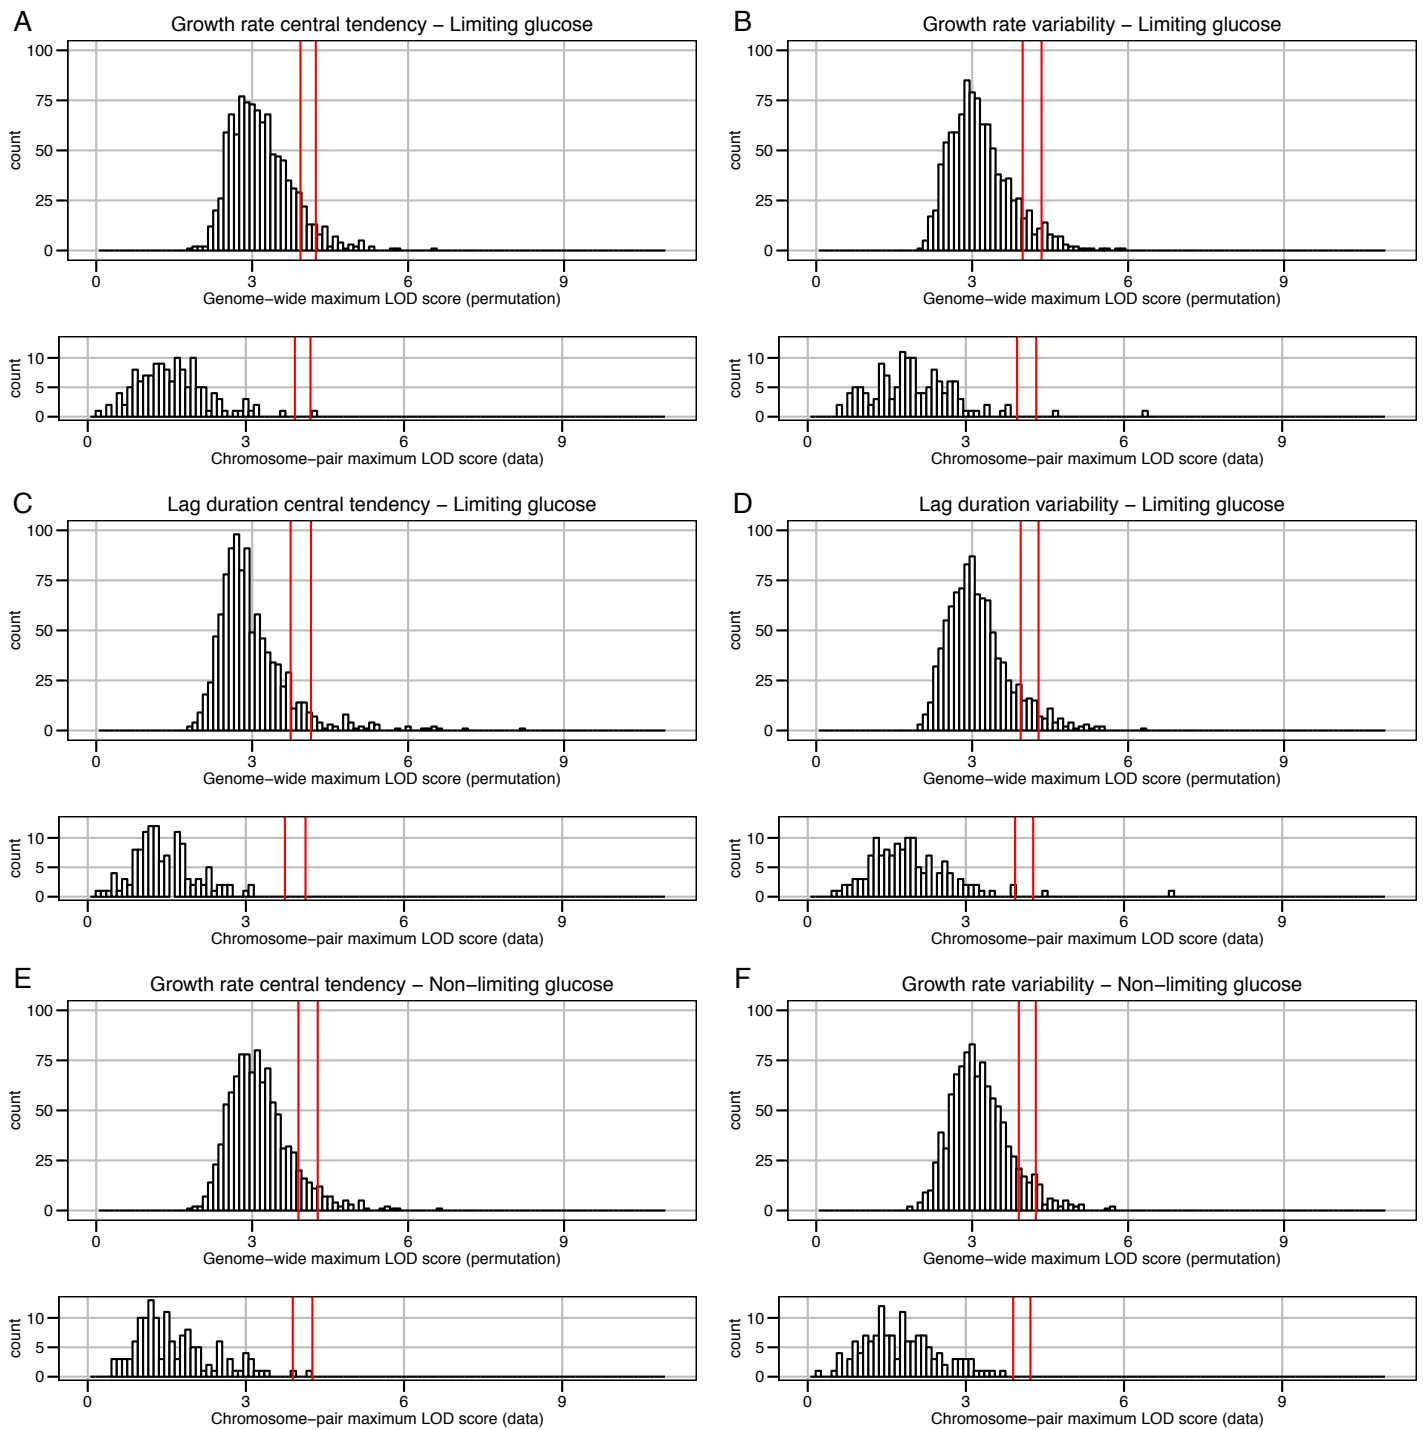 A
Growth rate central tendency − Limiting glucose
100
75
50
25
0
count
0 3 6 9
Genome−wide maximum LOD score (permutation)
10
5
0
count
0 3 6 9
Chromosome−pair maximum LOD score (data)
B
Growth rate variability − Limiting glucose
100
75
50
25
0
count
0 3 6 9
Genome−wide maximum LOD score (permutation)
10
5
0
count
0 3 6 9
Chromosome−pair maximum LOD score (data)
C
Lag duration central tendency − Limiting glucose
100
75
50
25
0
count
0 3 6 9
Genome−wide maximum LOD score (permutation)
10
5
0
count
0 3 6 9
Chromosome−pair maximum LOD score (data)
D
Lag duration variability − Limiting glucose
100
75
50
25
0
count
0 3 6 9
Genome−wide maximum LOD score (permutation)
10
5
0
count
0 3 6 9
Chromosome−pair maximum LOD score (data)
E
Growth rate central tendency − Non−limiting glucose
100
75
50
25
0
count
0 3 6 9
Genome−wide maximum LOD score (permutation)
10
5
0
count
0 3 6 9
Chromosome−pair maximum LOD score (data)
F
Growth rate variability − Non−limiting glucose
100
75
50
25
0
count
0 3 6 9
Genome−wide maximum LOD score (permutation)
10
5
0
count
0 3 6 9
Chromosome−pair maximum LOD score (data)